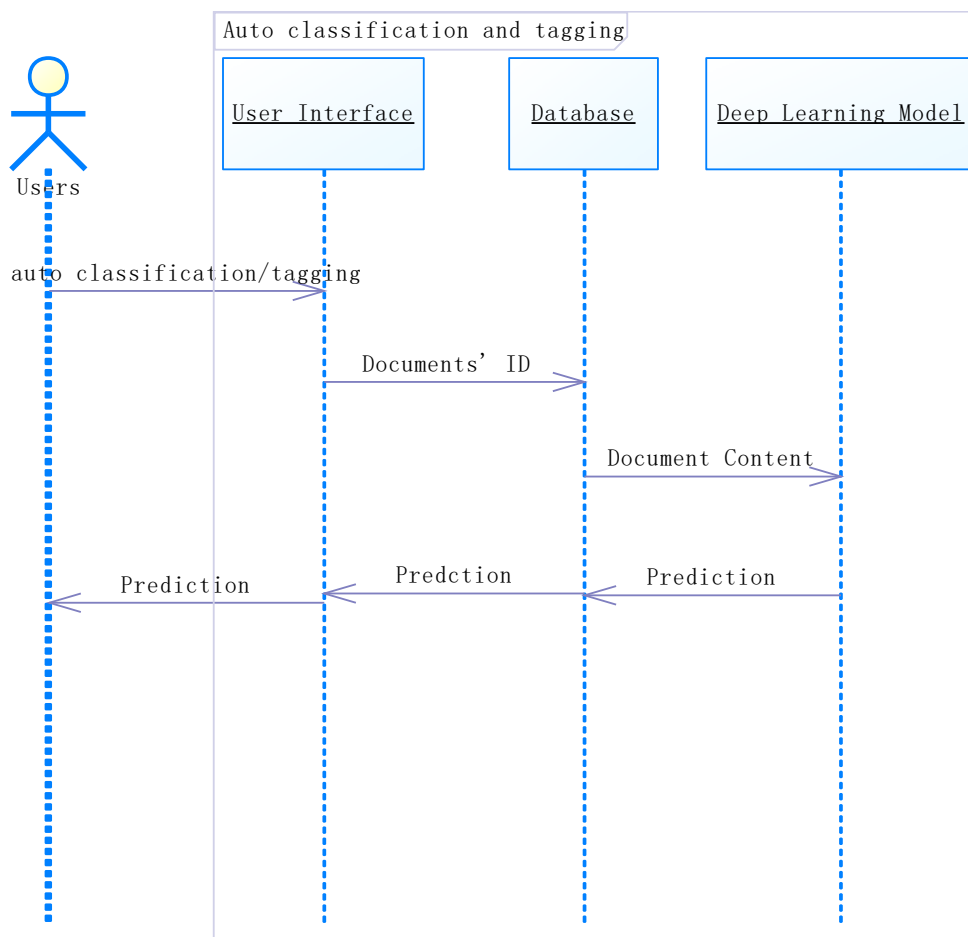 Auto classification and tagging
User Interface
Database
Deep Learning Model
Users
auto classification/tagging
Documents' ID
Document Content
Prediction
Predction
Prediction